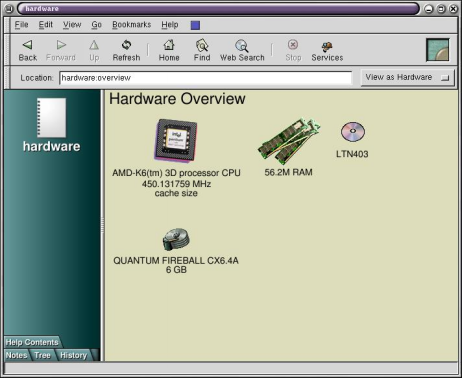 hardware
File Edit View Go Bookmarks Help
Back Forward Up Refresh Home Find Web Search Stop Services
Location: hardware:overview View as Hardware
hardware
Hardware Overview
AMD-K6(tm) 3D processor CPU
450.131759 MHz
cache size
56.2M RAM
LTN403
QUANTUM FIREBALL CX6.4A
6 GB
Help Contents
Notes Tree History